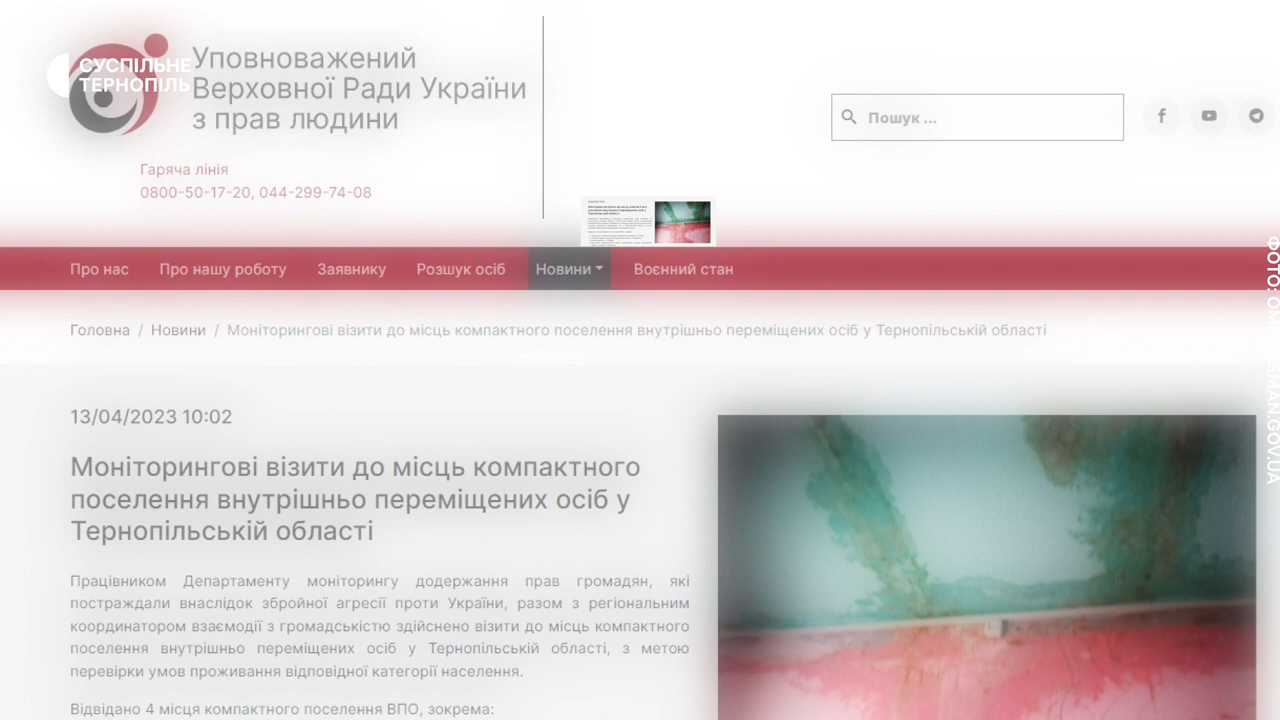 СУСПІЛЬНЕ
ТЕРНОПІЛЬ
Уповноважений
Верховної Ради України
з прав людини
Гаряча лінія
0800-50-17-20, 044-299-74-08
Пошук ...
Про нас
Про нашу роботу
Заявнику
Розшук осіб
Новини
Воєнний стан
Головна / Новини / Моніторингові візити до місць компактного поселення внутрішньо переміщених осіб у Тернопільській області
13/04/2023 10:02
Моніторингові візити до місць компактного
поселення внутрішньо переміщених осіб у
Тернопільській області
Працівником Департаменту моніторингу додержання прав громадян, які
постраждали внаслідок збройної агресії проти України, разом з регіональним
координатором взаємодії з громадськістю здійснено візити до місць компактного
поселення внутрішньо переміщених осіб у Тернопільській області, з метою
перевірки умов проживання відповідної категорії населення.
Відвідано 4 місця компактного поселення ВПО, зокрема:
ФОТО: